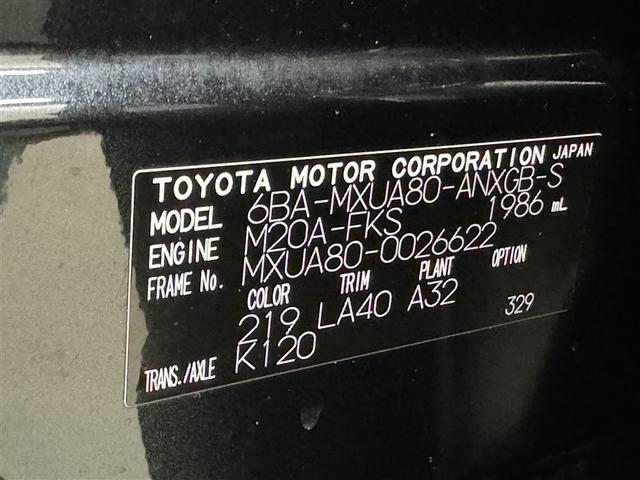 TOYOTA MOTOR CORPORATION JAPAN
MODEL 6BA-MXUA80-ANXGB-S
ENGINE M20A-FKS 1986 mL
FRAME No. MXUA80-0026622
COLOR TRIM PLANT OPTION
219 LA40 A32 329
TRANS./AXLE K120